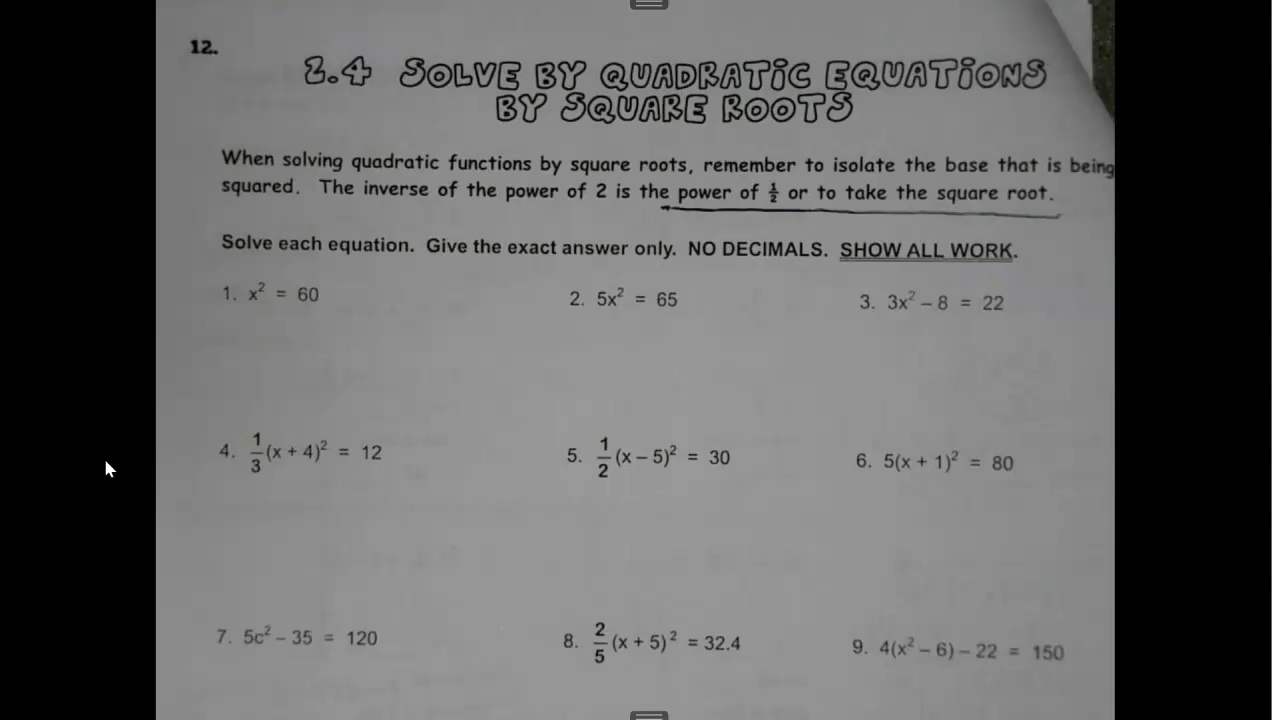 12.
2.4 SOLVE BY QUADRATIC EQUATIONS
BY SQUARE ROOTS
When solving quadratic functions by square roots, remember to isolate the base that is being
squared. The inverse of the power of 2 is the power of ½ or to take the square root.
Solve each equation. Give the exact answer only. NO DECIMALS. SHOW ALL WORK.
1. x² = 60
2. 5x² = 65
3. 3x² – 8 = 22
4. 1/3 (x + 4)² = 12
5. 1/2 (x – 5)² = 30
6. 5(x + 1)² = 80
7. 5c² – 35 = 120
8. 2/5 (x + 5)² = 32.4
9. 4(x² – 6) – 22 = 150